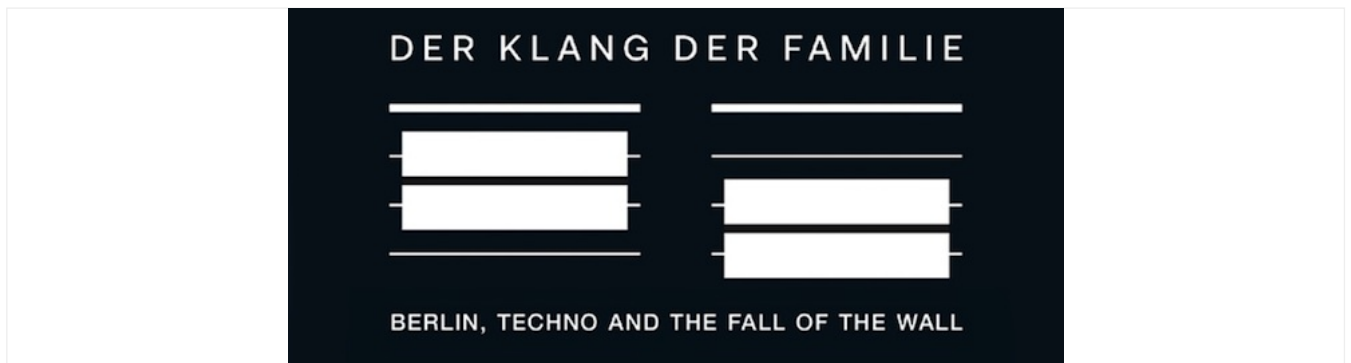 DER KLANG DER FAMILIE
BERLIN, TECHNO AND THE FALL OF THE WALL